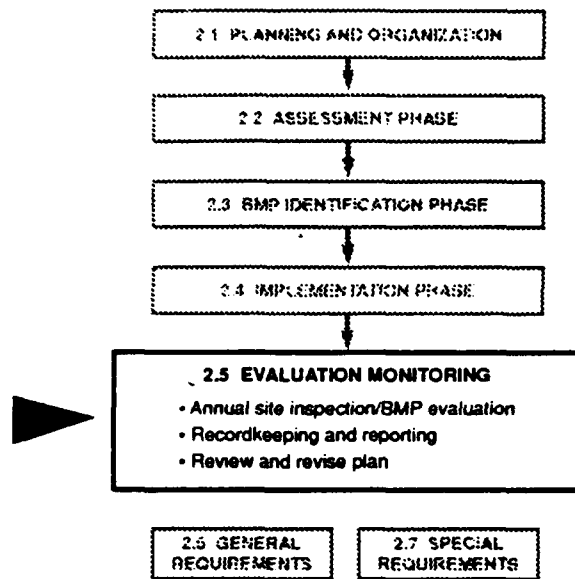 2.1 PLANNING AND ORGANIZATION
2.2 ASSESSMENT PHASE
2.3 BMP IDENTIFICATION PHASE
2.4 IMPLEMENTATION PHASE
2.5 EVALUATION MONITORING
• Annual site inspection/BMP evaluation
• Recordkeeping and reporting
• Review and revise plan
2.6 GENERAL
REQUIREMENTS
2.7 SPECIAL
REQUIREMENTS